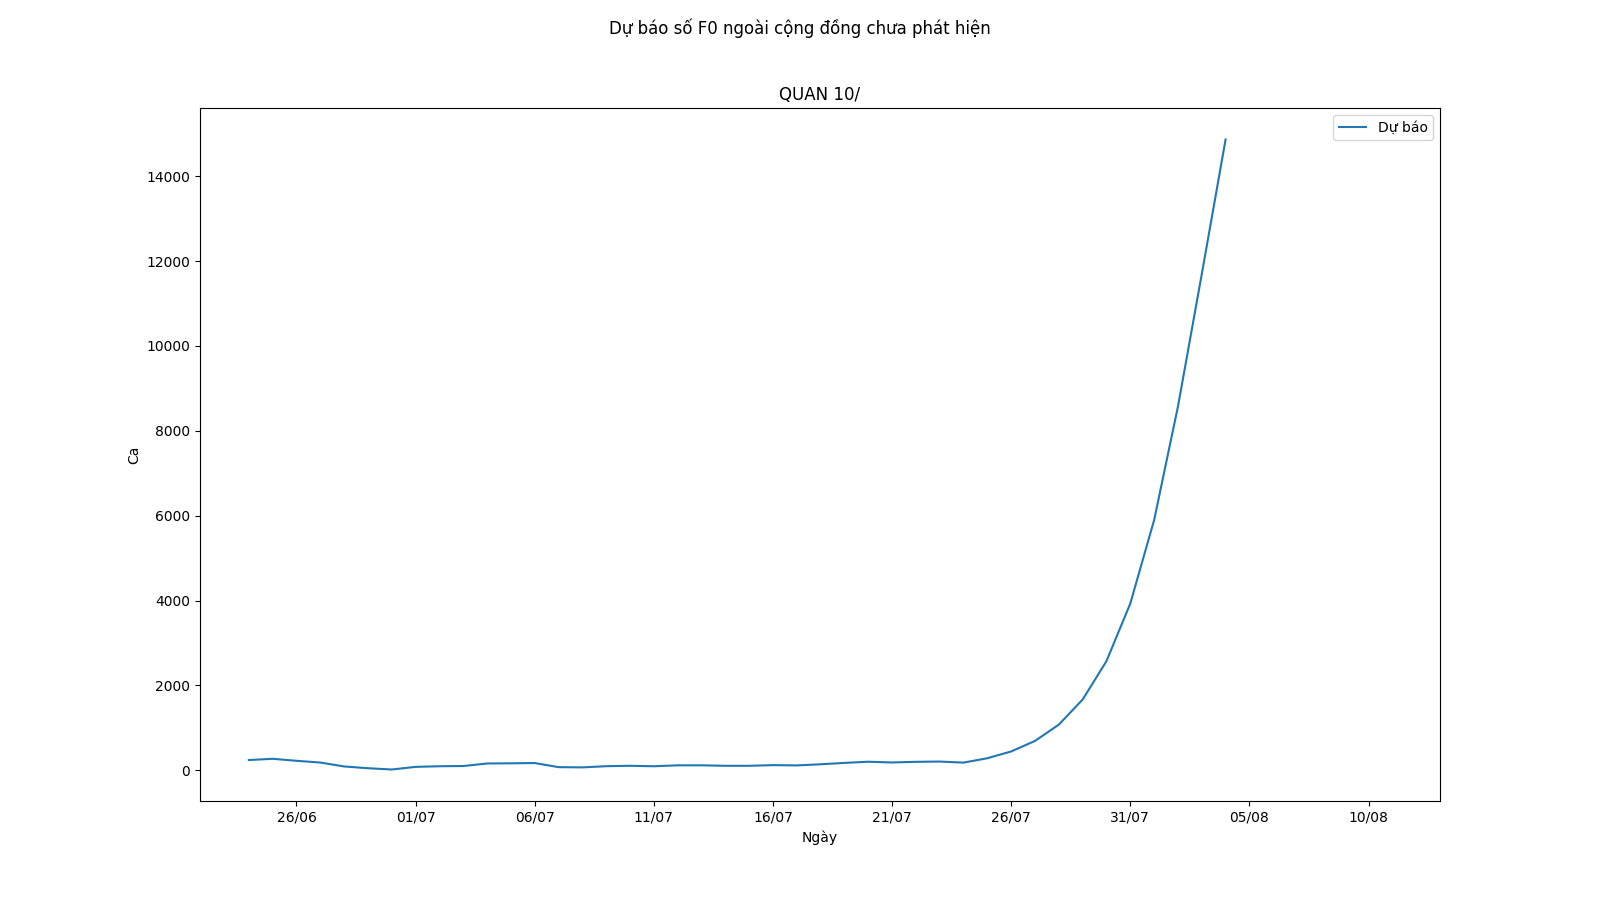 Dự báo số F0 ngoài cộng đồng chưa phát hiện
QUAN 10/
Dự báo
14000
12000
10000
8000
6000
4000
2000
0
Ca
26/06 01/07 06/07 11/07 16/07 21/07 26/07 31/07 05/08 10/08
Ngày